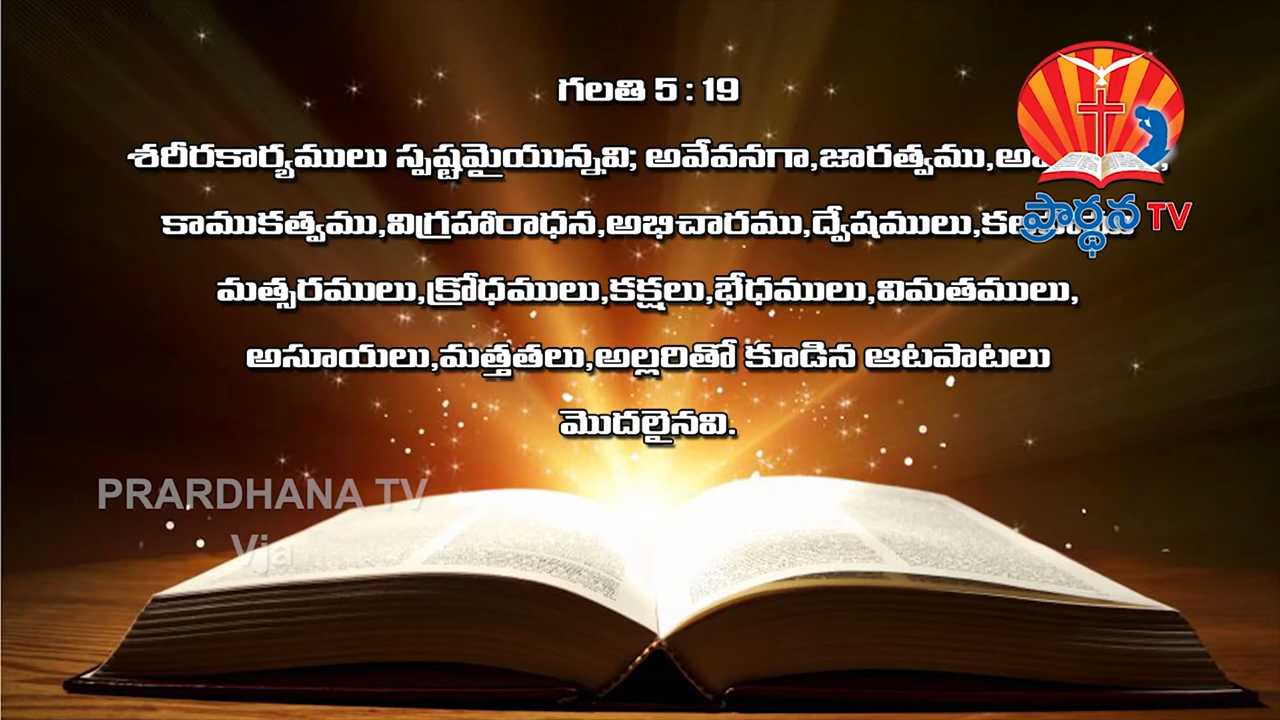 గలతి 5 : 19
శరీరకార్యములు స్పష్టమైయున్నవి; అవేవనగా,జారత్వము,
కాముకత్వము,విగ్రహారాధన,అభిచారము,ద్వేషములు,
మత్సరములు,క్రోధములు,కక్షలు,భేధములు,విమతములు,
అసూయలు,మత్తతలు,అల్లరితో కూడిన ఆటపాటలు
మొదలైనవి.
ప్రార్థన TV
PRARDHANA TV
Vja